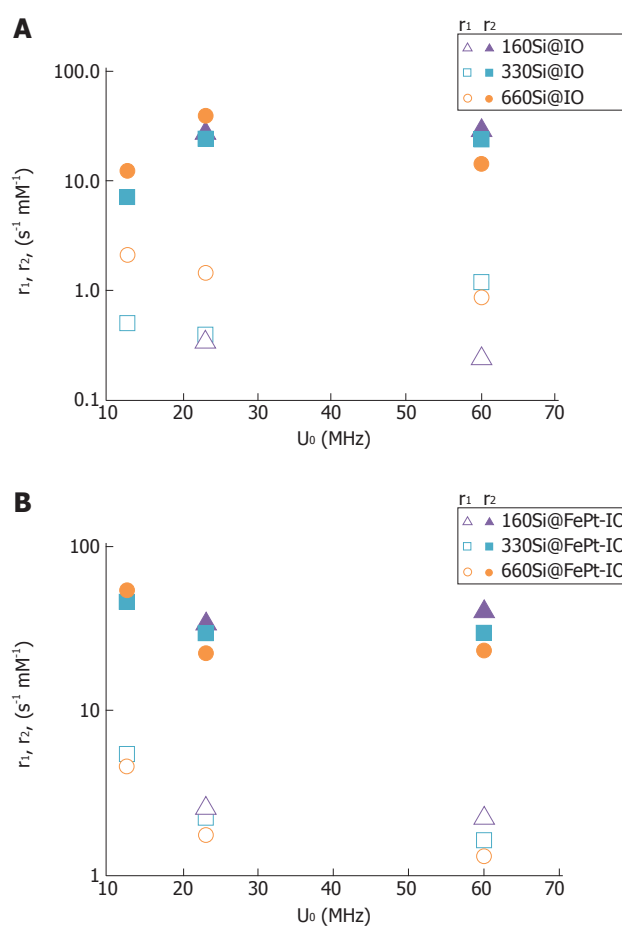 A
r₁ r₂
160Si@IO
330Si@IO
660Si@IO
100.0
10.0
1.0
0.1
r₁, r₂, (s⁻¹ mM⁻¹)
10 20 30 40 50 60 70
U₀ (MHz)
B
r₁ r₂
160Si@FePt-IO
330Si@FePt-IO
660Si@FePt-IO
100
10
1
r₁, r₂, (s⁻¹ mM⁻¹)
10 20 30 40 50 60 70
U₀ (MHz)